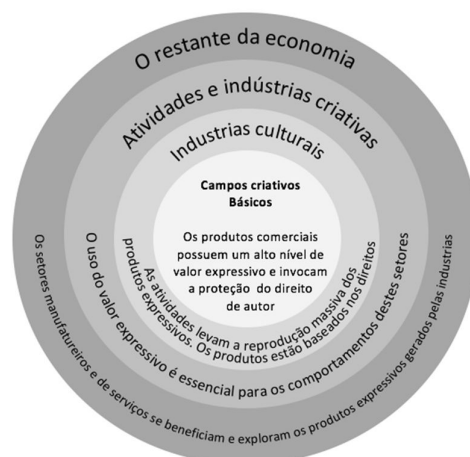 O restante da economia
Atividades e indústrias criativas
Industrias culturais
Campos criativos
Básicos
Os produtos comerciais
possuem um alto nível de
valor expressivo e invocam
a proteção do direito
de autor
As atividades levam a reprodução massiva dos
produtos expressivos. Os produtos estão baseados nos direitos
O uso do valor expressivo é essencial para os comportamentos destes setores
Os setores manufatureiros e de serviços se beneficiam e exploram os produtos expressivos gerados pelas industrias